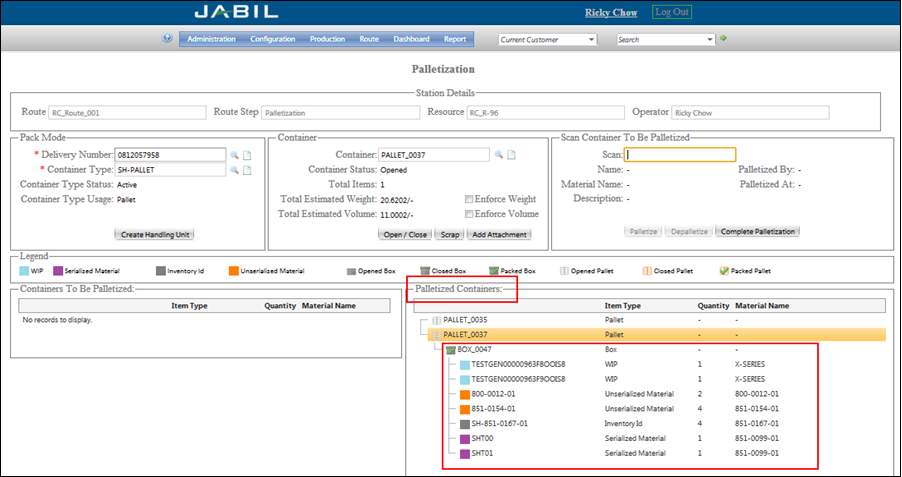 JABIL
Ricky Chow Log Out
Administration Configuration Production Route Dashboard Report Current Customer Search
Palletization
Station Details
Route RC_Route_001 Route Step Palletization Resource RC_R-96 Operator Ricky Chow
Pack Mode
* Delivery Number: 0812057958
* Container Type: SH-PALLET
Container Type Status: Active
Container Type Usage: Pallet
Create Handling Unit
Container
Container: PALLET_0037
Container Status: Opened
Total Items: 1
Total Estimated Weight: 20.6202/- Enforce Weight
Total Estimated Volume: 11.0002/- Enforce Volume
Open / Close Scrap Add Attachment
Scan Container To Be Palletized
Scan:
Name: - Palletized By: -
Material Name: - Palletized At: -
Description: -
Palletize Depalletize Complete Palletization
Legend
WIP Serialized Material Inventory Id Unserialized Material Opened Box Closed Box Packed Box Opened Pallet Closed Pallet Packed Pallet
Containers To Be Palletized:
Item Type Quantity Material Name
No records to display.
Palletized Containers:
Item Type Quantity Material Name
PALLET_0035 Pallet - -
PALLET_0037 Pallet - -
BOX_0047 Box - -
TESTGEN00000963F8OOIS8 WIP 1 X-SERIES
TESTGEN00000963F9OOIS8 WIP 1 X-SERIES
800-0012-01 Unserialized Material 2 800-0012-01
851-0154-01 Unserialized Material 4 851-0154-01
SH-851-0167-01 Inventory Id 4 851-0167-01
SHT00 Serialized Material 1 851-0099-01
SHT01 Serialized Material 1 851-0099-01